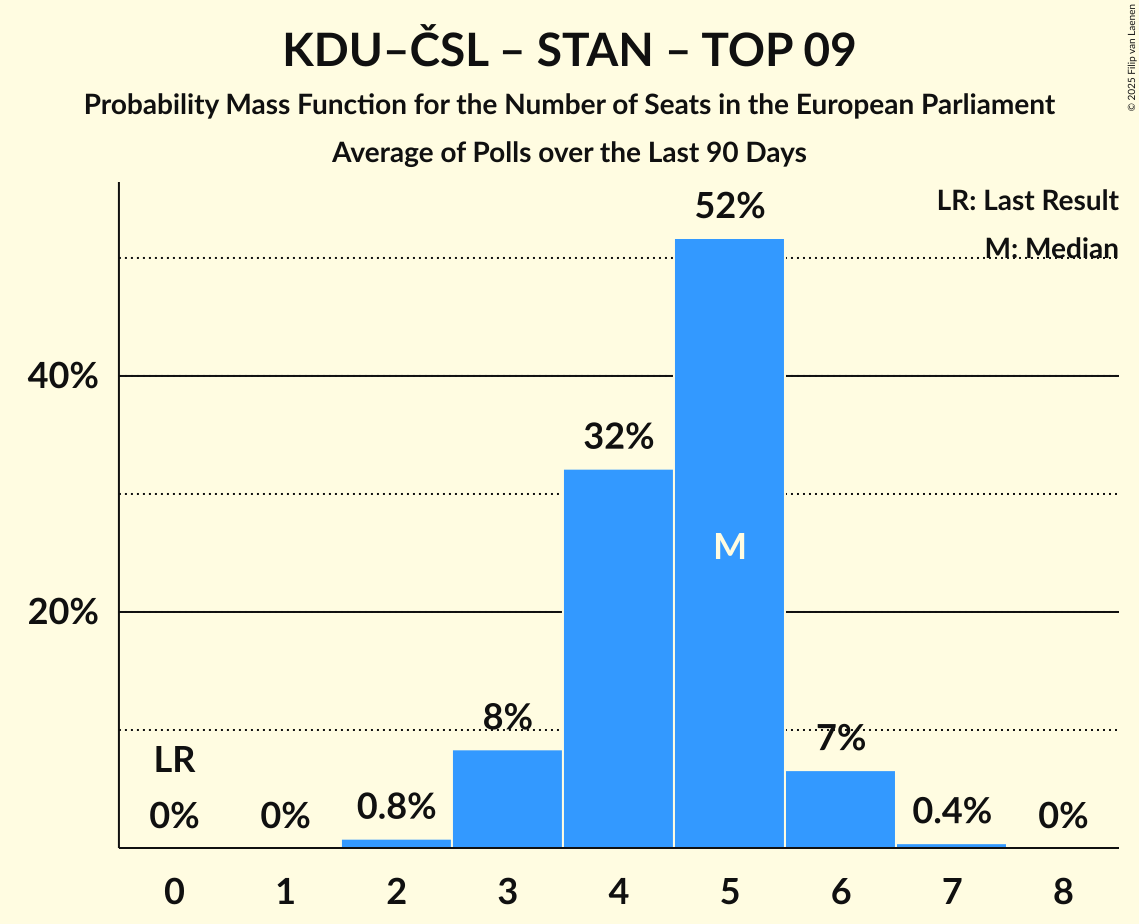 KDU–ČSL – STAN – TOP 09
Probability Mass Function for the Number of Seats in the European Parliament
Average of Polls over the Last 90 Days
© 2025 Filip van Laenen
LR: Last Result
M: Median
52%
40%
32%
M
20%
8%
7%
LR
0%
0%
0.8%
0.4%
0%
0 1 2 3 4 5 6 7 8